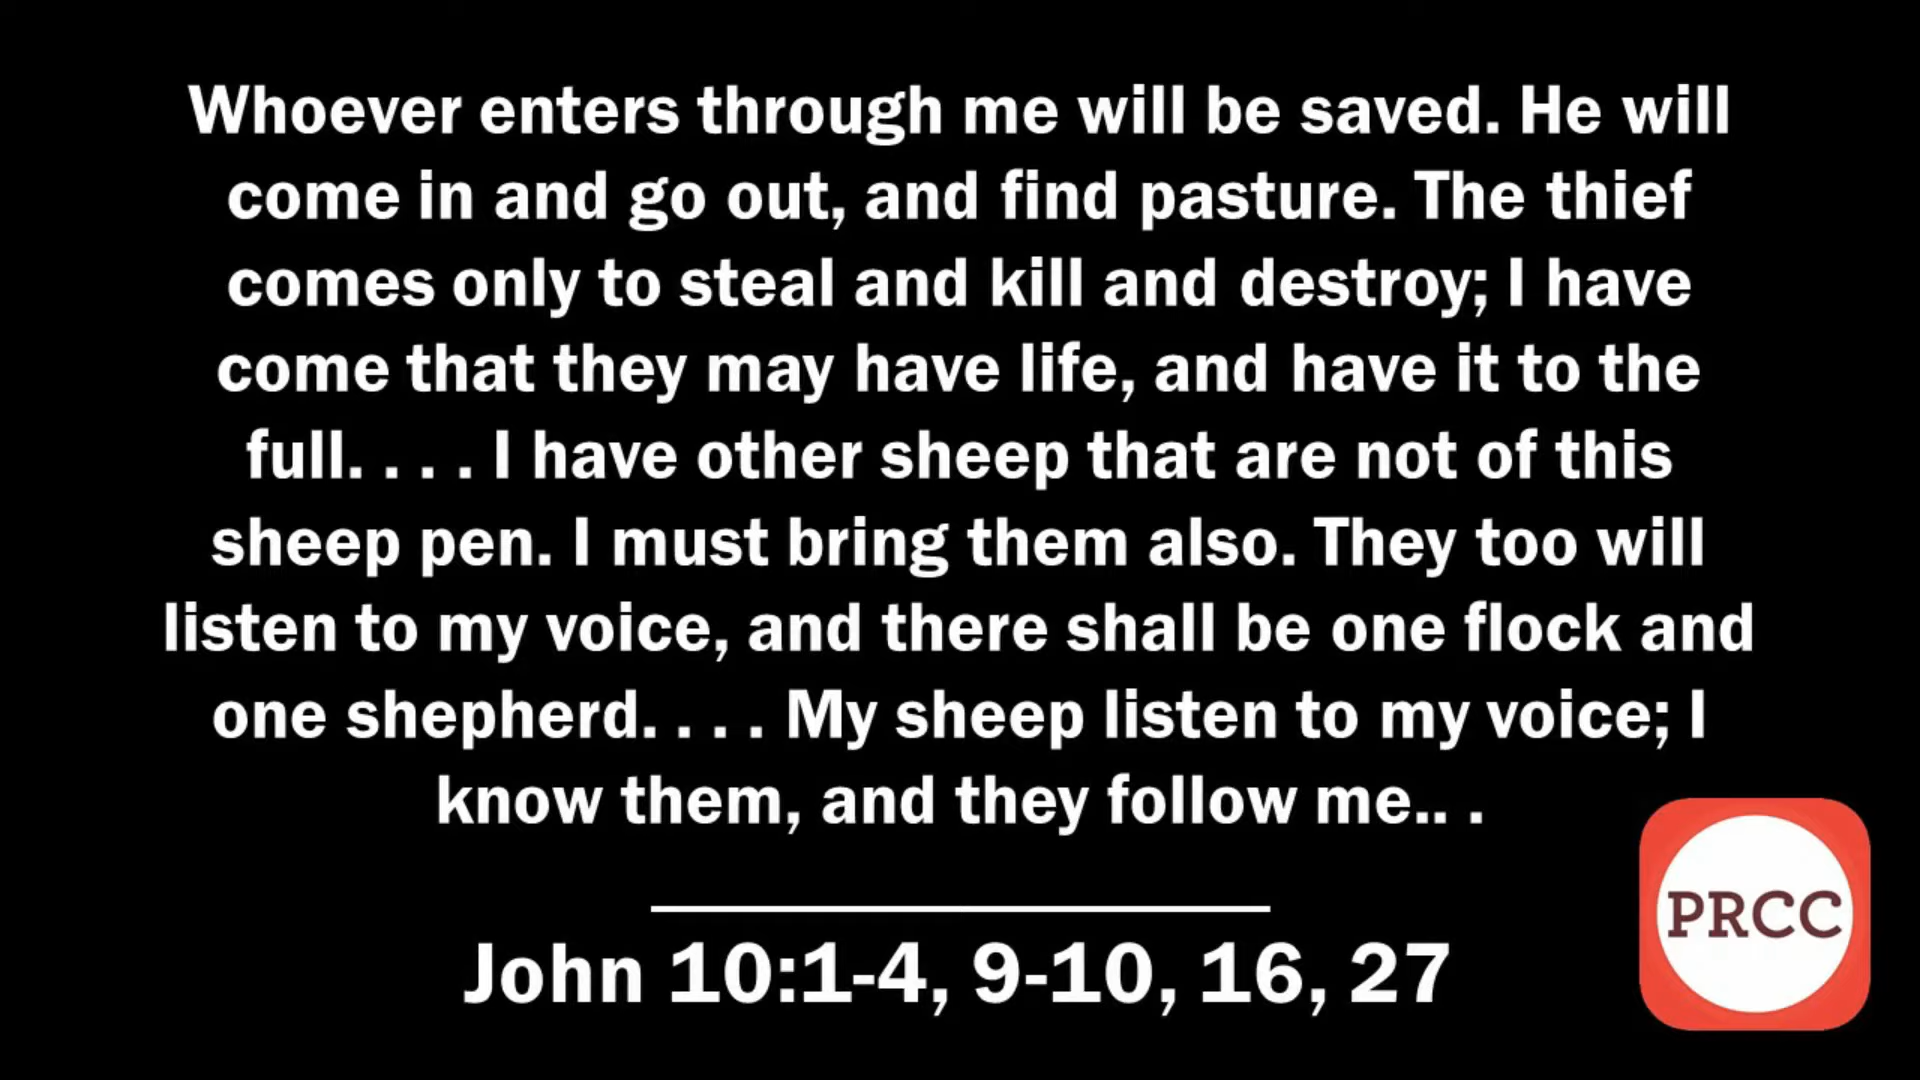 Whoever enters through me will be saved. He will
come in and go out, and find pasture. The thief
comes only to steal and kill and destroy; I have
come that they may have life, and have it to the
full. . . . I have other sheep that are not of this
sheep pen. I must bring them also. They too will
listen to my voice, and there shall be one flock and
one shepherd. . . . My sheep listen to my voice; I
know them, and they follow me.. .
John 10:1-4, 9-10, 16, 27
PRCC